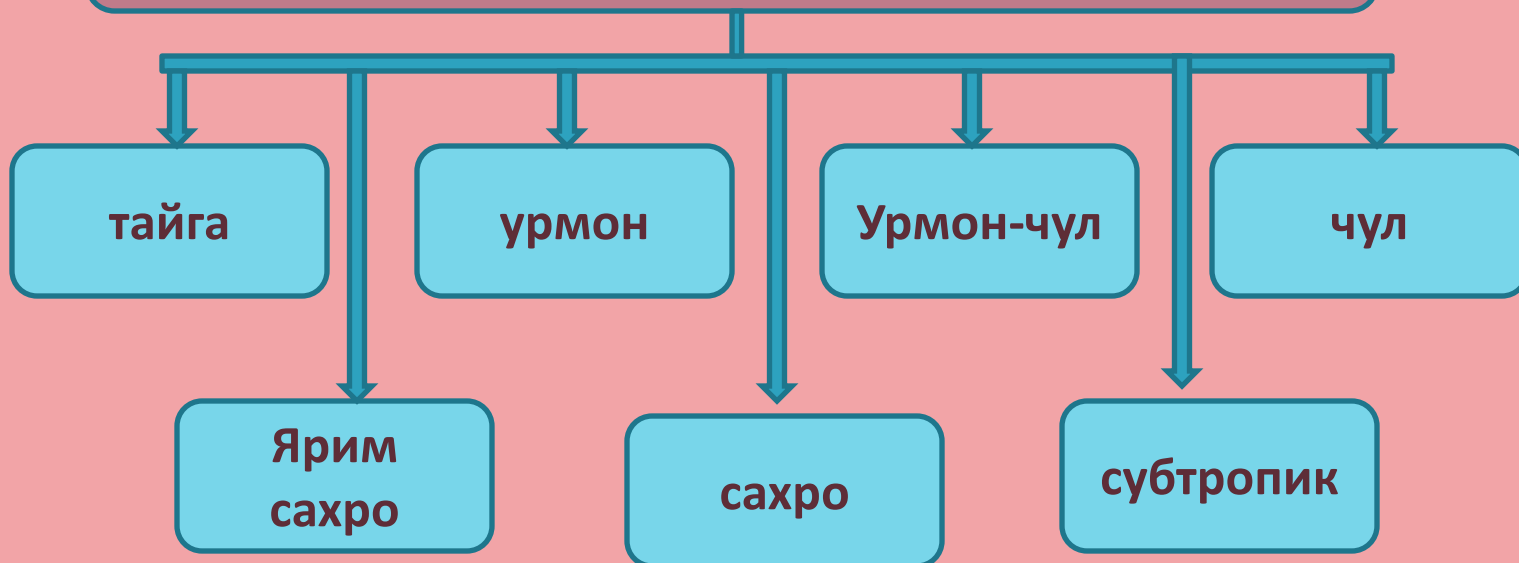 тайга
урмон
Урмон-чул
чул
Ярим
сахро
сахро
субтропик